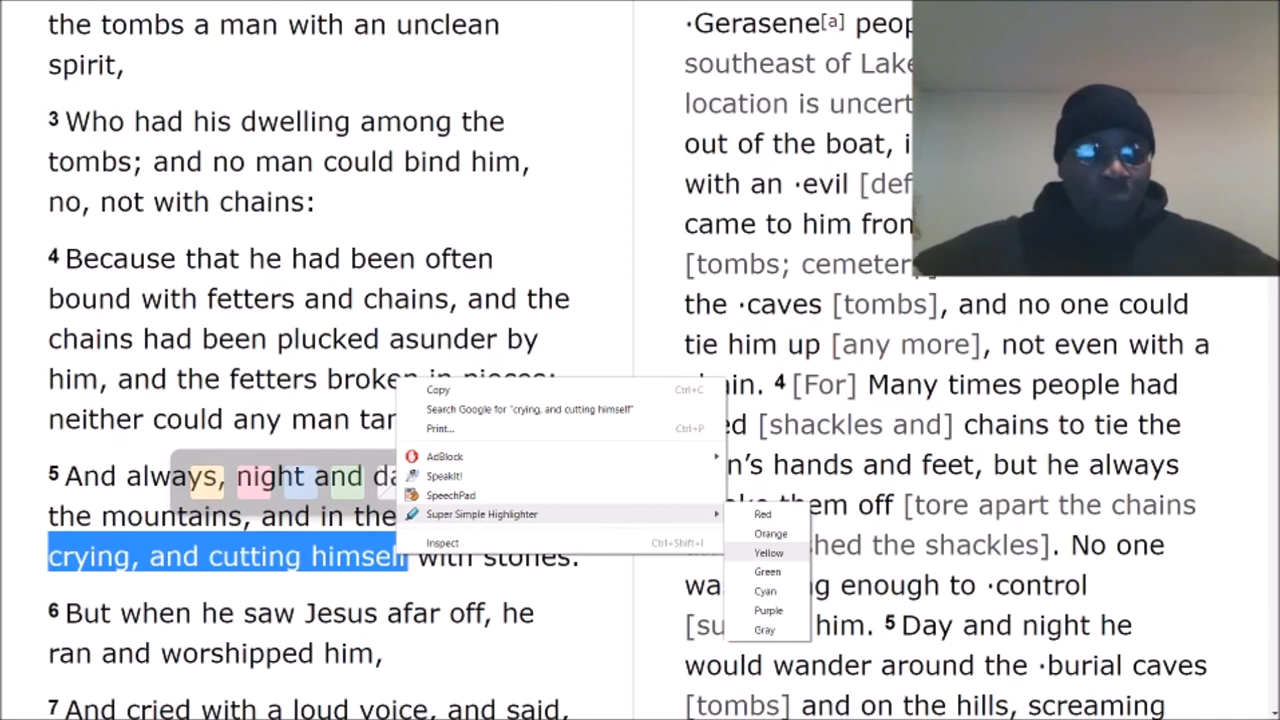 the tombs a man with an unclean
spirit,
3 Who had his dwelling among the
tombs; and no man could bind him,
no, not with chains:
4 Because that he had been often
bound with fetters and chains, and the
chains had been plucked asunder by
him, and the fetters broken in pieces:
neither could any man
5 And always, night and
the mountains, and in the
crying, and cutting himself with stones.
6 But when he saw Jesus afar off, he
ran and worshipped him,
7 And cried with a loud voice, and said,
Copy Ctrl+C
Search Google for "crying, and cutting himself"
Print... Ctrl+P
AdBlock
SpeakIt!
SpeechPad
Super Simple Highlighter
Inspect Ctrl+Shift+I
Red
Orange
Yellow
Green
Cyan
Purple
Gray
·Gerasene[a]
southeast of
location is
out of the boat,
with an ·evil
came to him
[tombs;
the ·caves [tombs], and no one could
tie him up [any more], not even with a
4 [For] Many times people had
[shackles and] chains to tie the
hands and feet, but he always
off [tore apart the chains
the shackles]. No one
enough to ·control
him. 5 Day and night he
would wander around the ·burial caves
[tombs] and on the hills, screaming